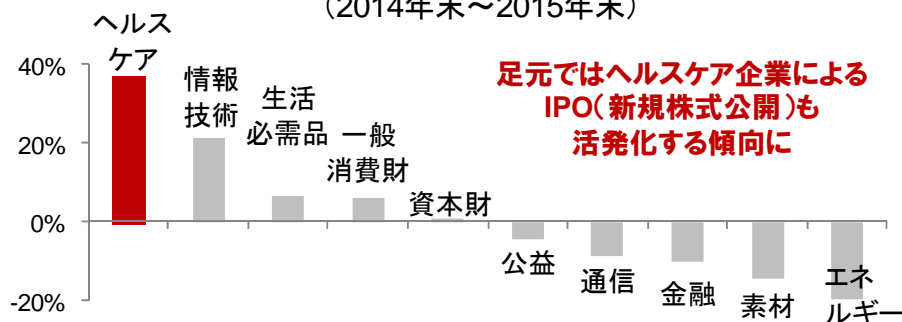 (2014年末～2015年末)
ヘルス
ケア
40%
情報
技術
生活
必需品
一般
消費財
足元ではヘルスケア企業による
IPO(新規株式公開)も
活発化する傾向に
20%
資本財
0%
公益
通信
金融
素材
エネ
ルギー
-20%